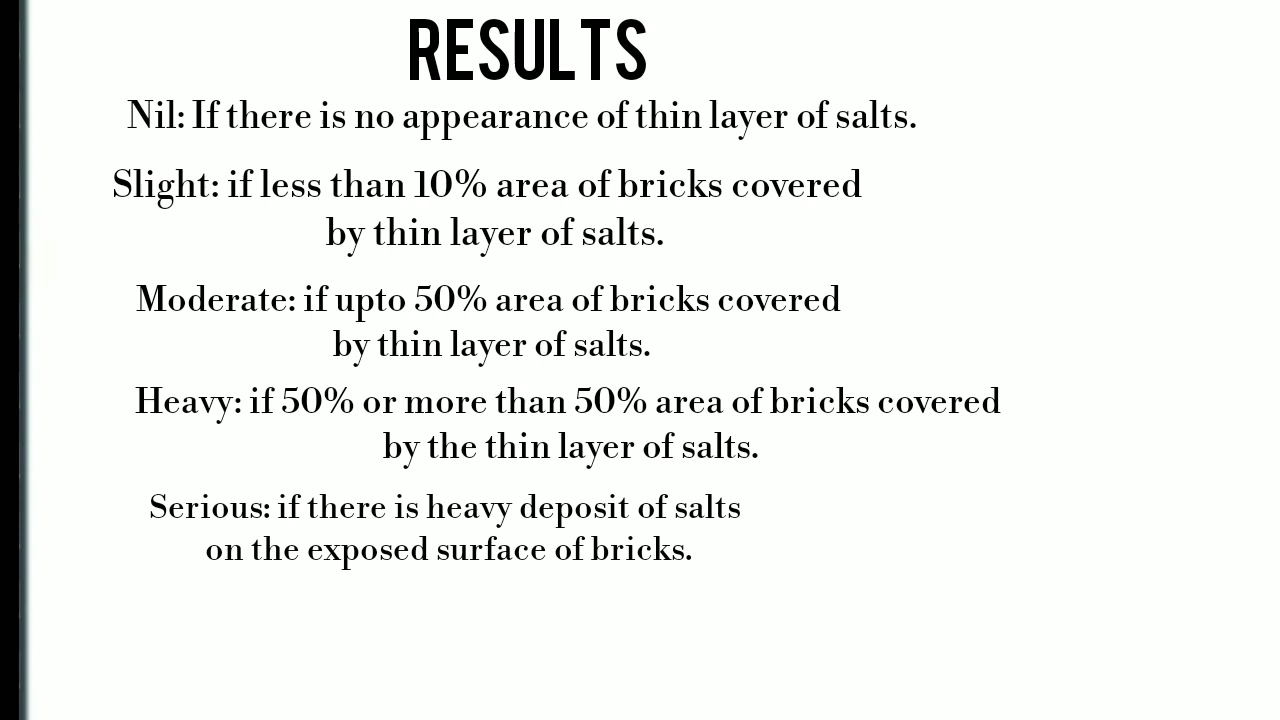 RESULTS
Nil: If there is no appearance of thin layer of salts.
Slight: if less than 10% area of bricks covered
by thin layer of salts.
Moderate: if upto 50% area of bricks covered
by thin layer of salts.
Heavy: if 50% or more than 50% area of bricks covered
by the thin layer of salts.
Serious: if there is heavy deposit of salts
on the exposed surface of bricks.